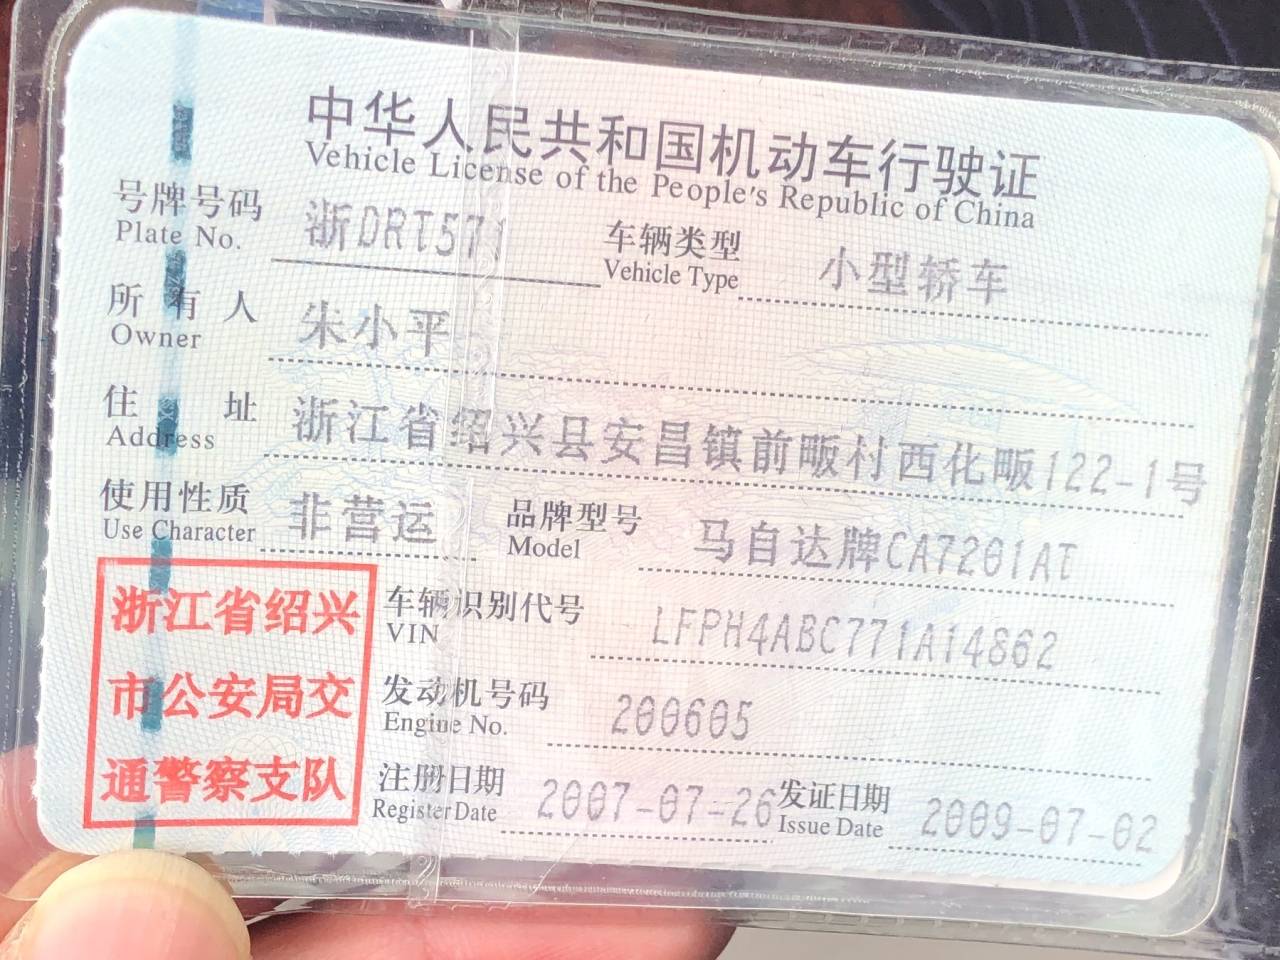 中华人民共和国机动车行驶证
Vehicle License of the People's Republic of China
号牌号码 浙DRT571 车辆类型 小型轿车
Plate No. Vehicle Type
所有人 朱小平
Owner
住址 浙江省绍兴县安昌镇前畈村西化畈122-1号
Address
使用性质 非营运 品牌型号 马自达牌CA7201AT
Use Character Model
浙江省绍兴
市公安局交
通警察支队
车辆识别代号 LFPH4ABC771A14862
VIN
发动机号码 200605
Engine No.
注册日期 2007-07-26 发证日期 2009-07-02
Register Date Issue Date